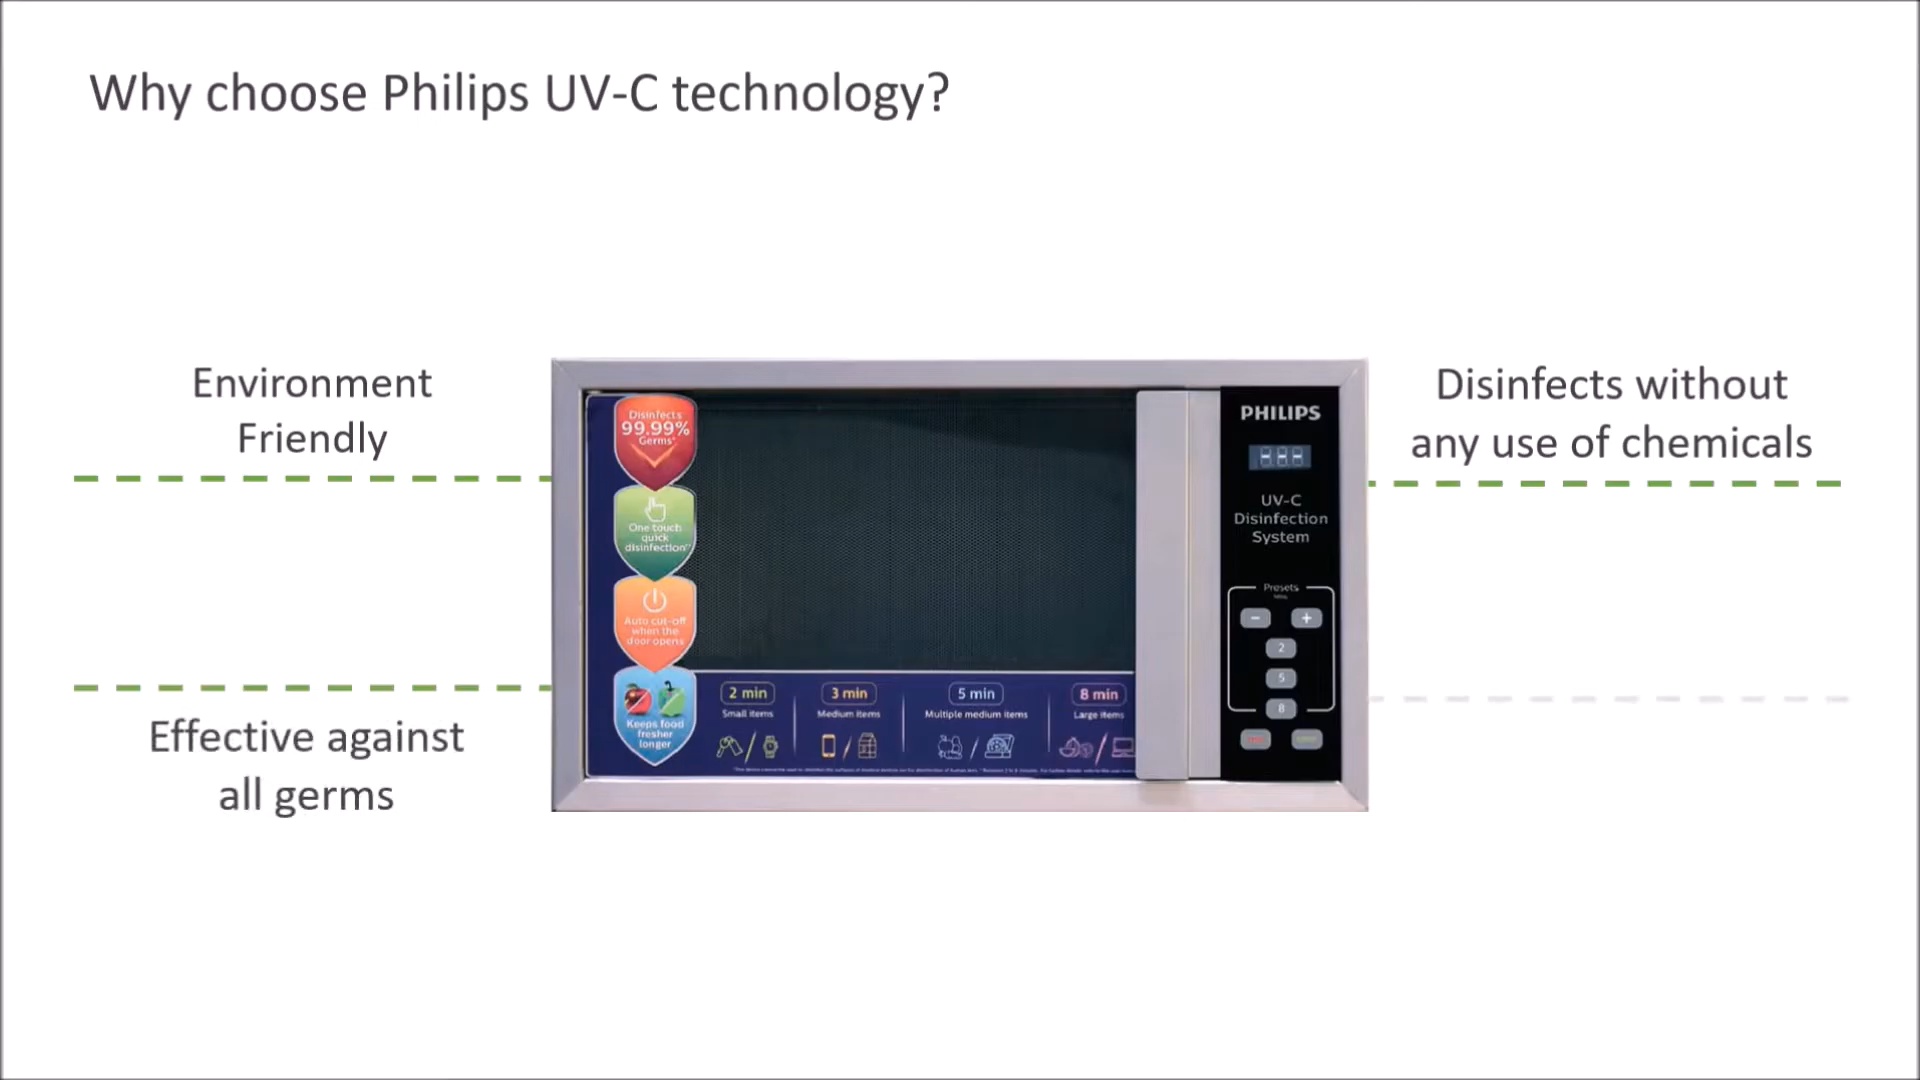 Why choose Philips UV-C technology?
Environment
Friendly
Disinfects without
any use of chemicals
Effective against
all germs
Disinfects
99.99%
Germs*
One touch
quick
disinfection**
Auto cut-off
when the
door opens
Keeps food
fresher
longer
2 min
Small items
3 min
Medium items
5 min
Multiple medium items
8 min
Large items
PHILIPS
UV-C
Disinfection
System
Presets
- +
2
5
8